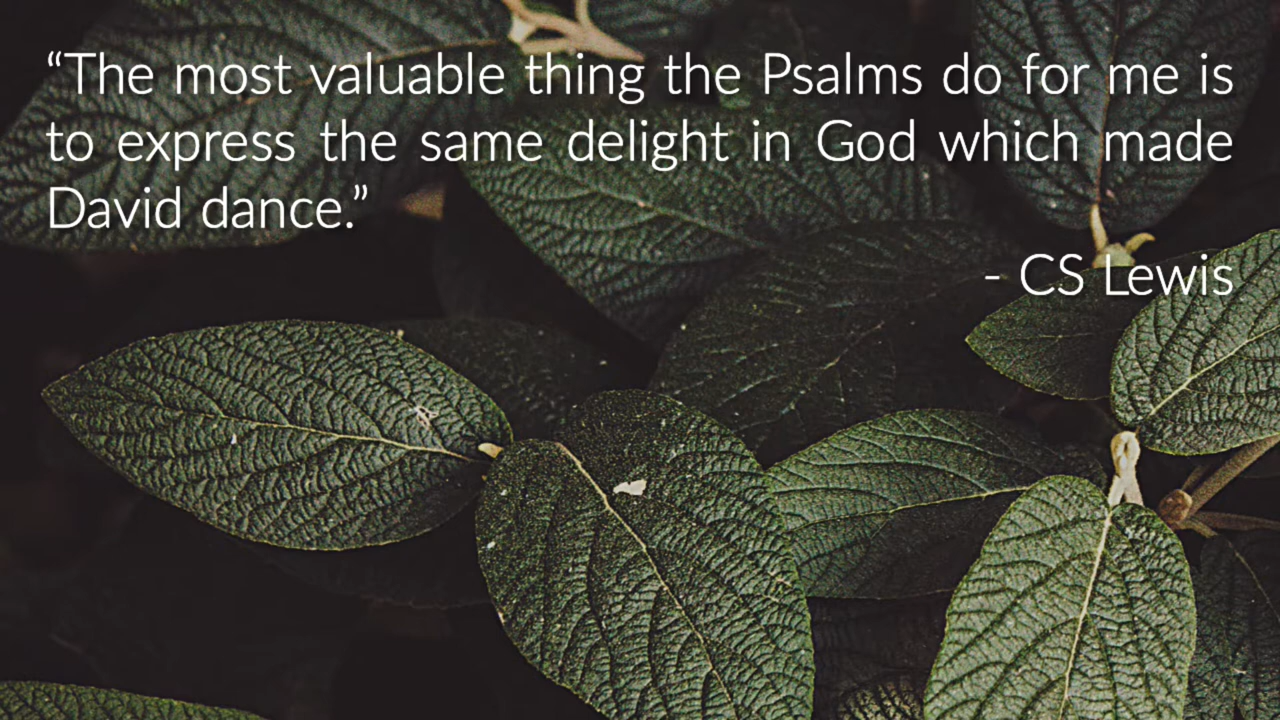 “The most valuable thing the Psalms do for me is
to express the same delight in God which made
David dance.”
- CS Lewis